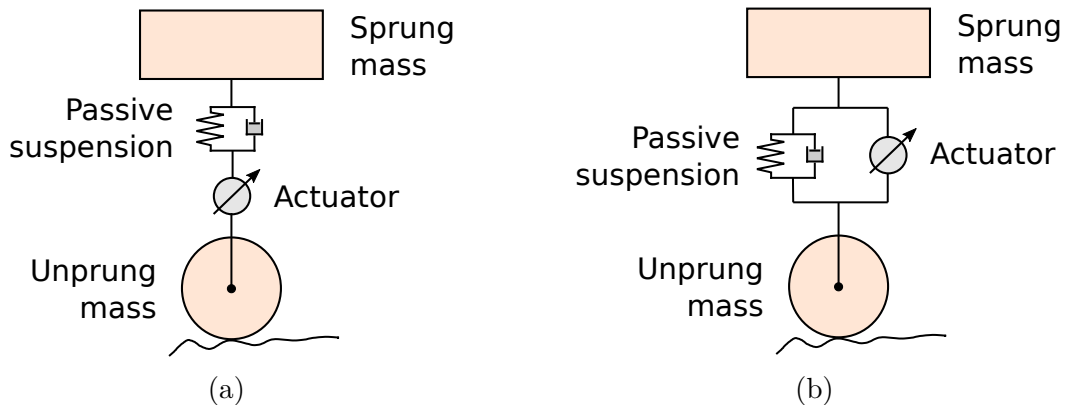 Sprung
mass
Passive
suspension
Actuator
Unprung
mass
(a)
Sprung
mass
Passive
suspension
Actuator
Unprung
mass
(b)